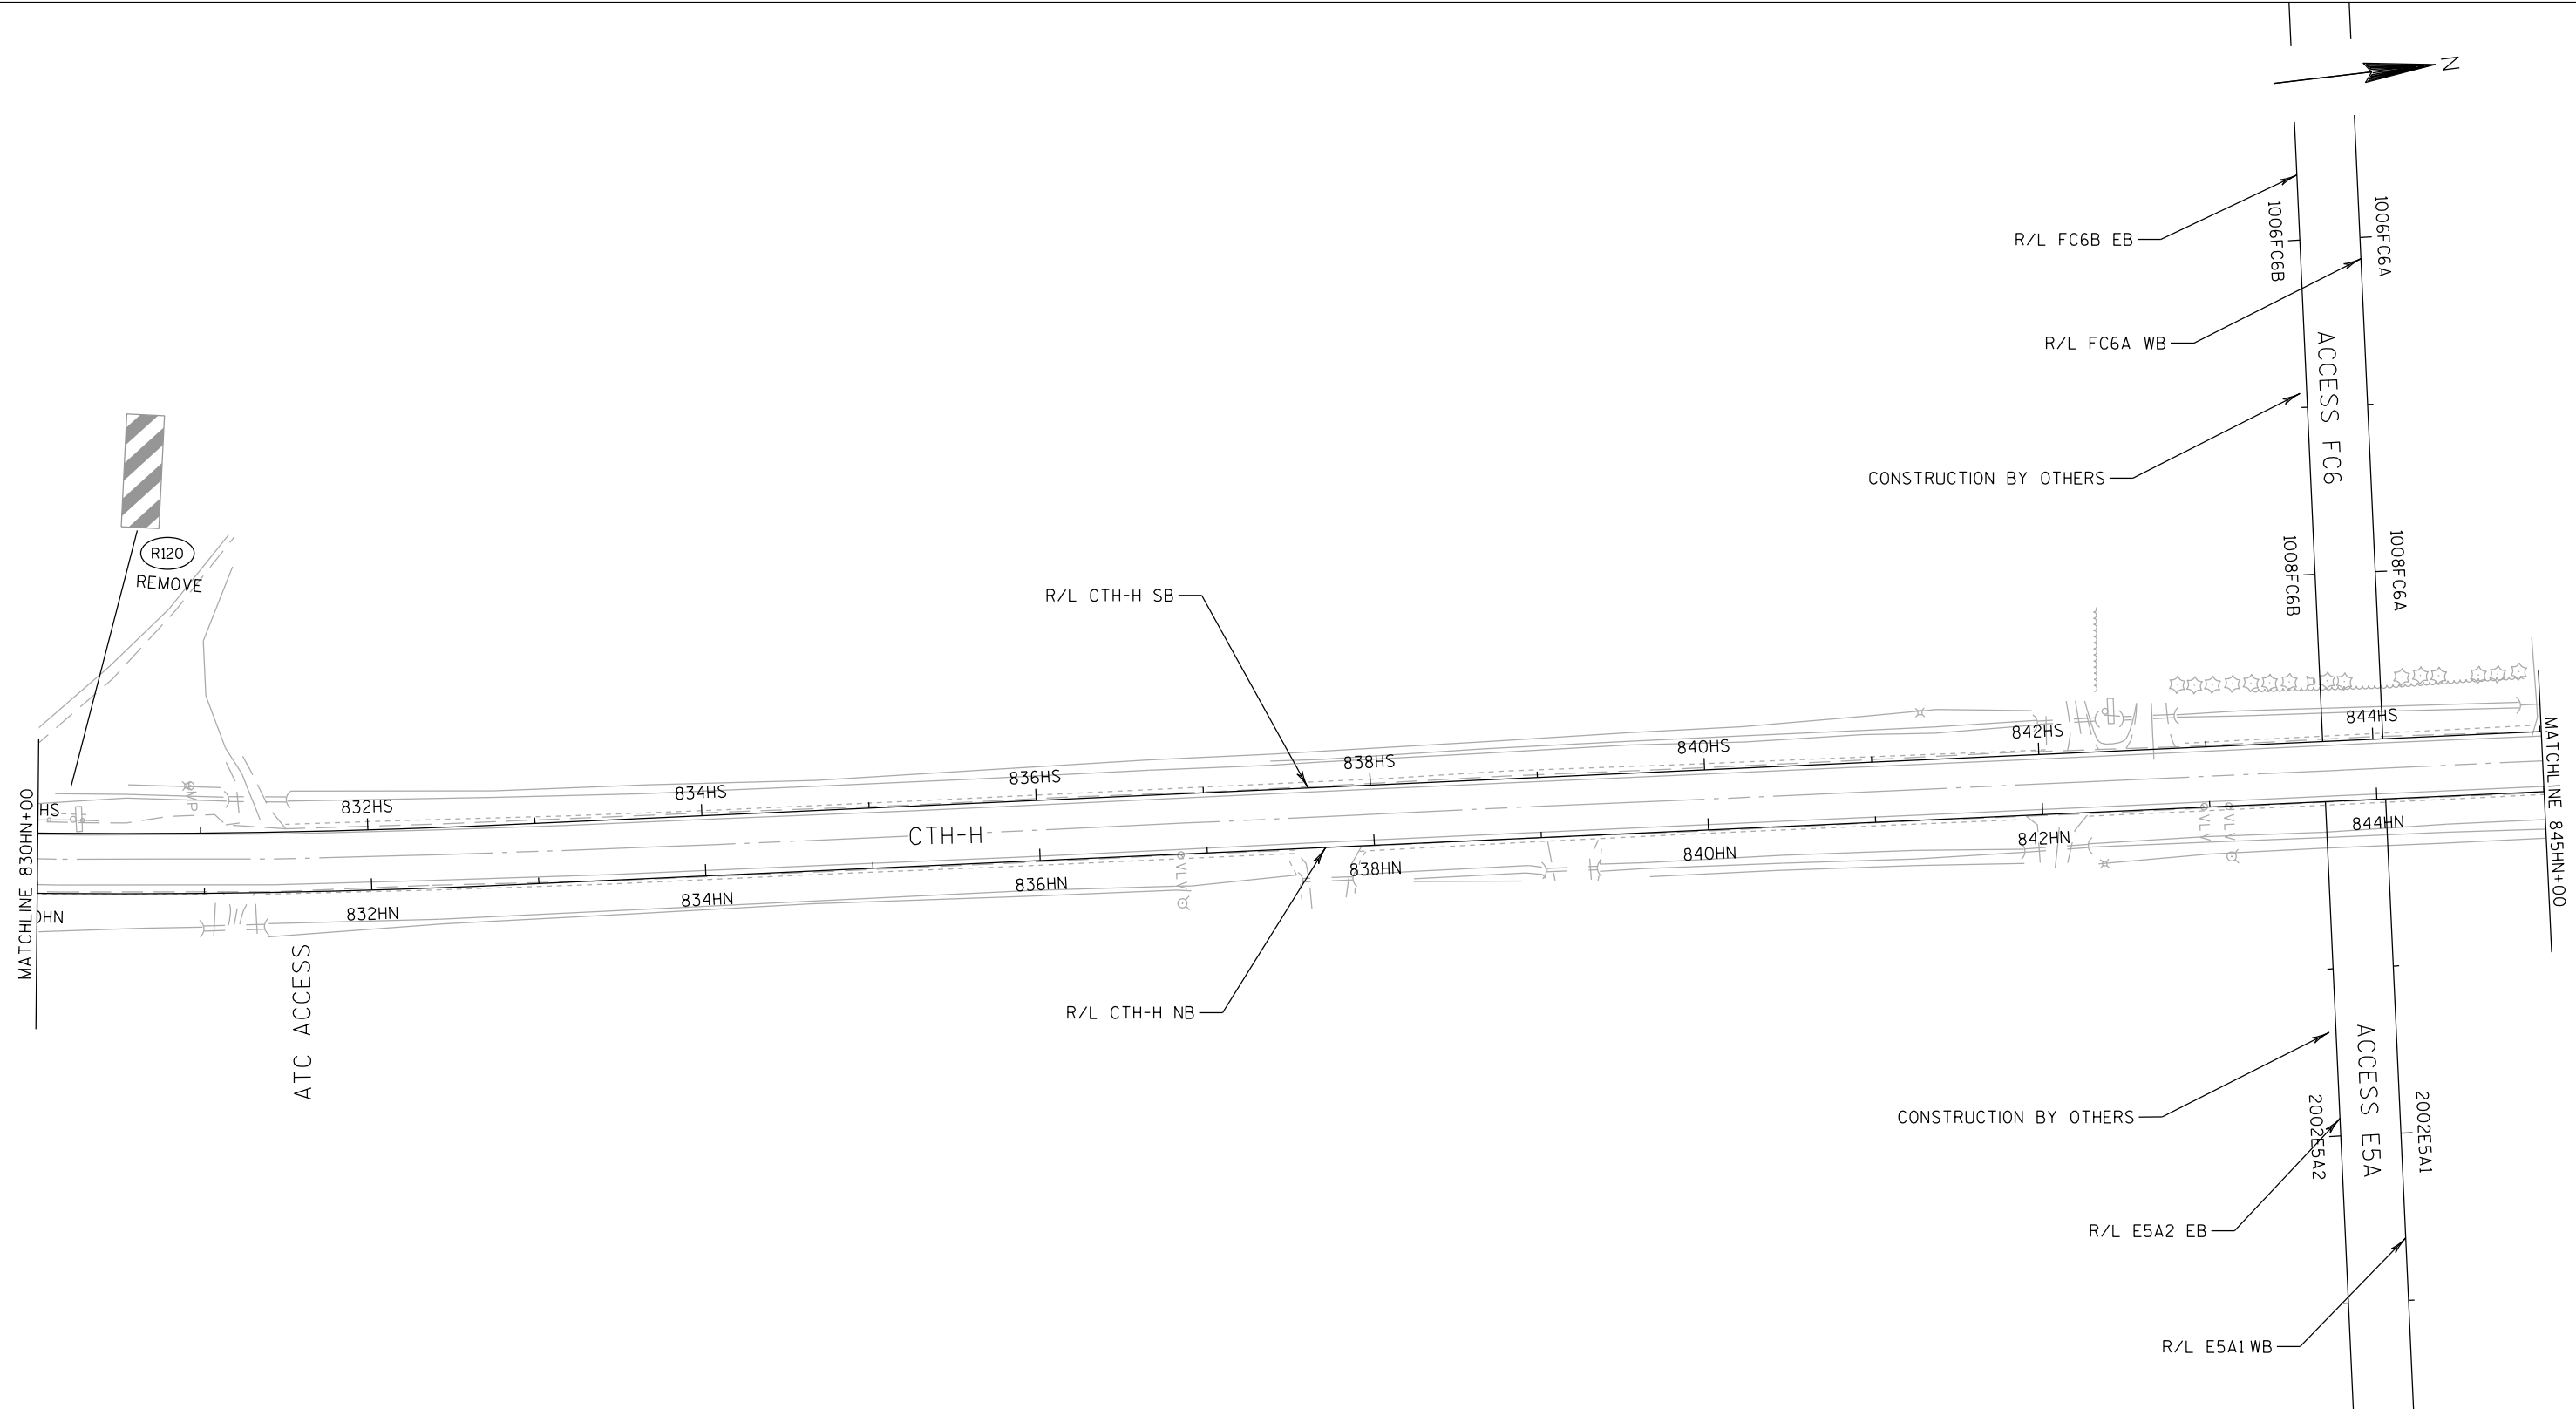 N
R/L FC6B EB
1006FC6B
1006FC6A
R/L FC6A WB
ACCESS FC6
CONSTRUCTION BY OTHERS
1008FC6B
1008FC6A
R120
REMOVE
R/L CTH-H SB
MATCHLINE 830HN+00
HS
832HS
834HS
836HS
838HS
840HS
842HS
844HS
MATCHLINE 845HN+00
CTH-H
832HN
834HN
836HN
838HN
840HN
842HN
844HN
ATC ACCESS
R/L CTH-H NB
ACCESS E5A
CONSTRUCTION BY OTHERS
2002E5A2
2002E5A1
R/L E5A2 EB
R/L E5A1 WB